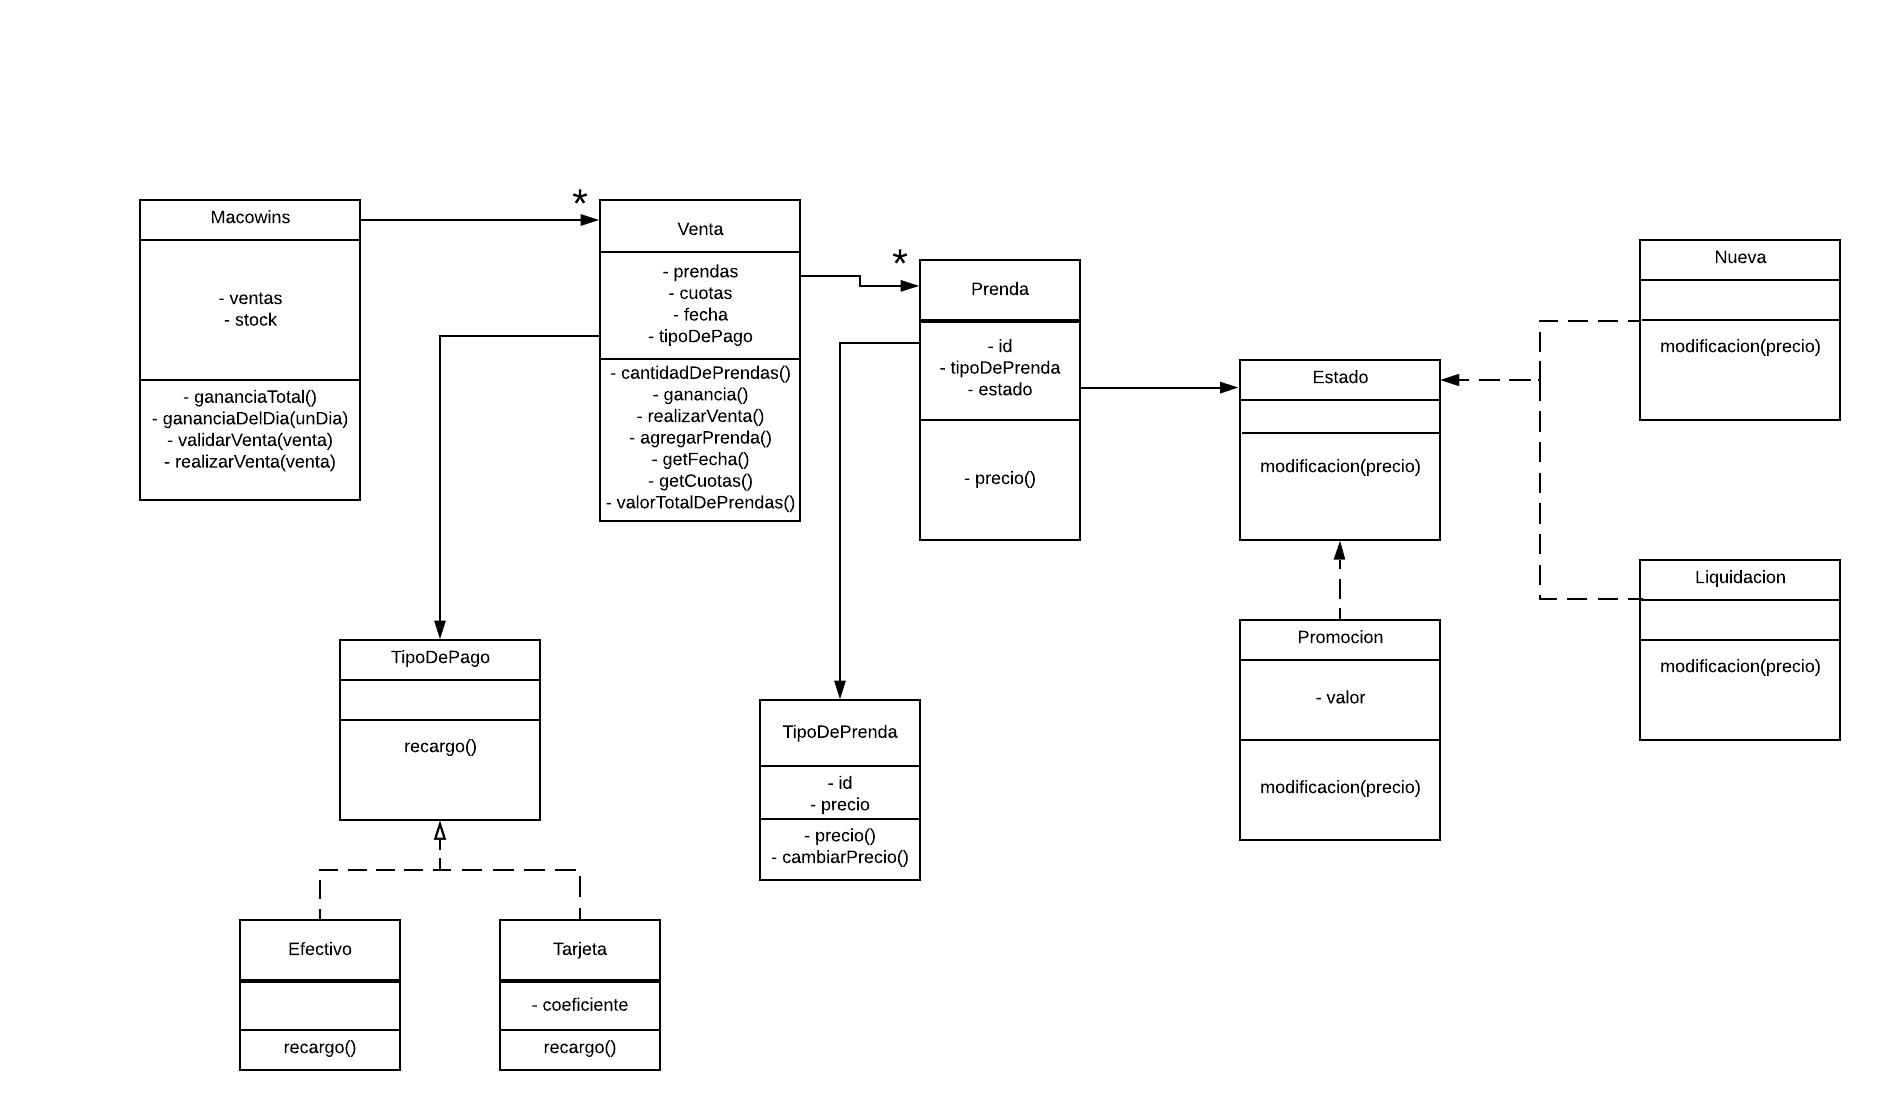 Macowins
- ventas
- stock
- gananciaTotal()
- gananciaDelDia(unDia)
- validarVenta(venta)
- realizarVenta(venta)
*
Venta
- prendas
- cuotas
- fecha
- tipoDePago
- cantidadDePrendas()
- ganancia()
- realizarVenta()
- agregarPrenda()
- getFecha()
- getCuotas()
- valorTotalDePrendas()
*
Prenda
- id
- tipoDePrenda
- estado
- precio()
Estado
modificacion(precio)
Nueva
modificacion(precio)
Liquidacion
modificacion(precio)
Promocion
- valor
modificacion(precio)
TipoDePago
recargo()
TipoDePrenda
- id
- precio
- precio()
- cambiarPrecio()
Efectivo
recargo()
Tarjeta
- coeficiente
recargo()